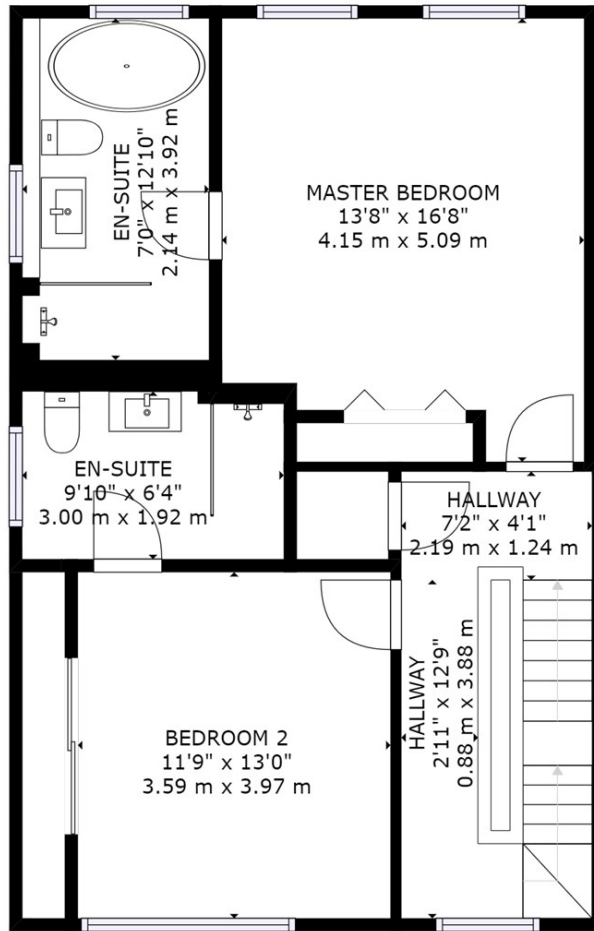 EN-SUITE
7'0" x 12'10"
2.14 m x 3.92 m
MASTER BEDROOM
13'8" x 16'8"
4.15 m x 5.09 m
EN-SUITE
9'10" x 6'4"
3.00 m x 1.92 m
HALLWAY
7'2" x 4'1"
2.19 m x 1.24 m
HALLWAY
2'11" x 12'9"
0.88 m x 3.88 m
BEDROOM 2
11'9" x 13'0"
3.59 m x 3.97 m